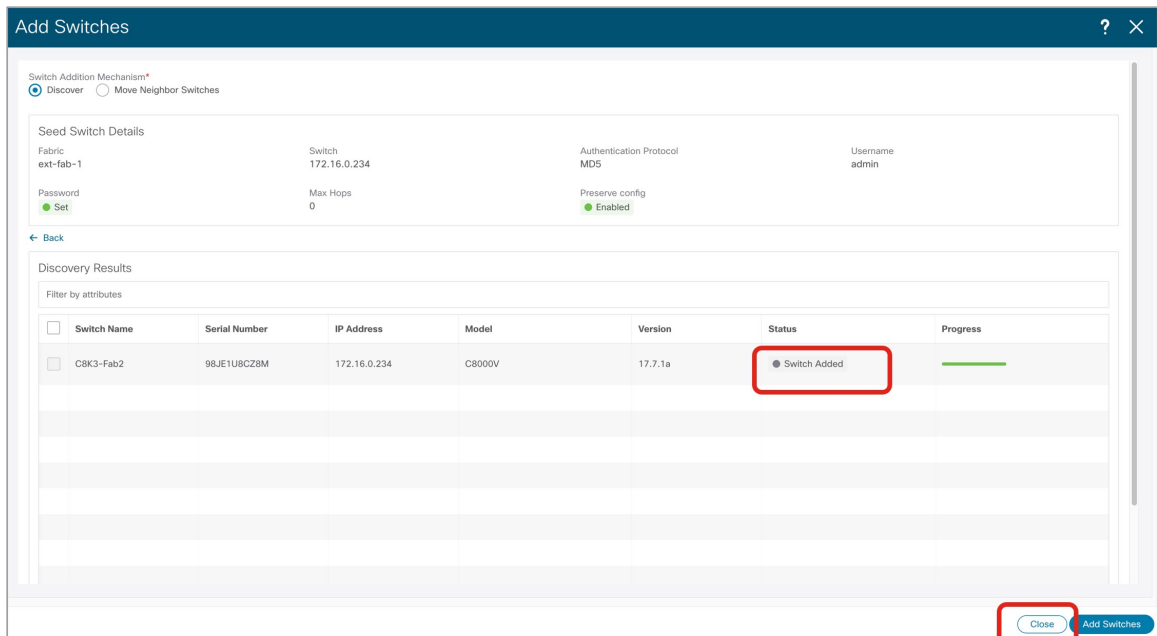 Add Switches ?
Switch Addition Mechanism*
Discover Move Neighbor Switches
Seed Switch Details
Fabric Switch Authentication Protocol Username
ext-fab-1 172.16.0.234 MD5 admin
Password Max Hops Preserve config
Set 0 Enabled
← Back
Discovery Results
Filter by attributes
Switch Name Serial Number IP Address Model Version Status Progress
C8K3-Fab2 98JE1U8CZ8M 172.16.0.234 C8000V 17.7.1a Switch Added
Close Add Switches